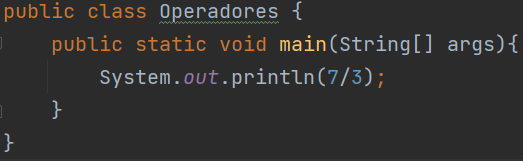 public class Operadores {
    public static void main(String[] args){
        System.out.println(7/3);
    }
}